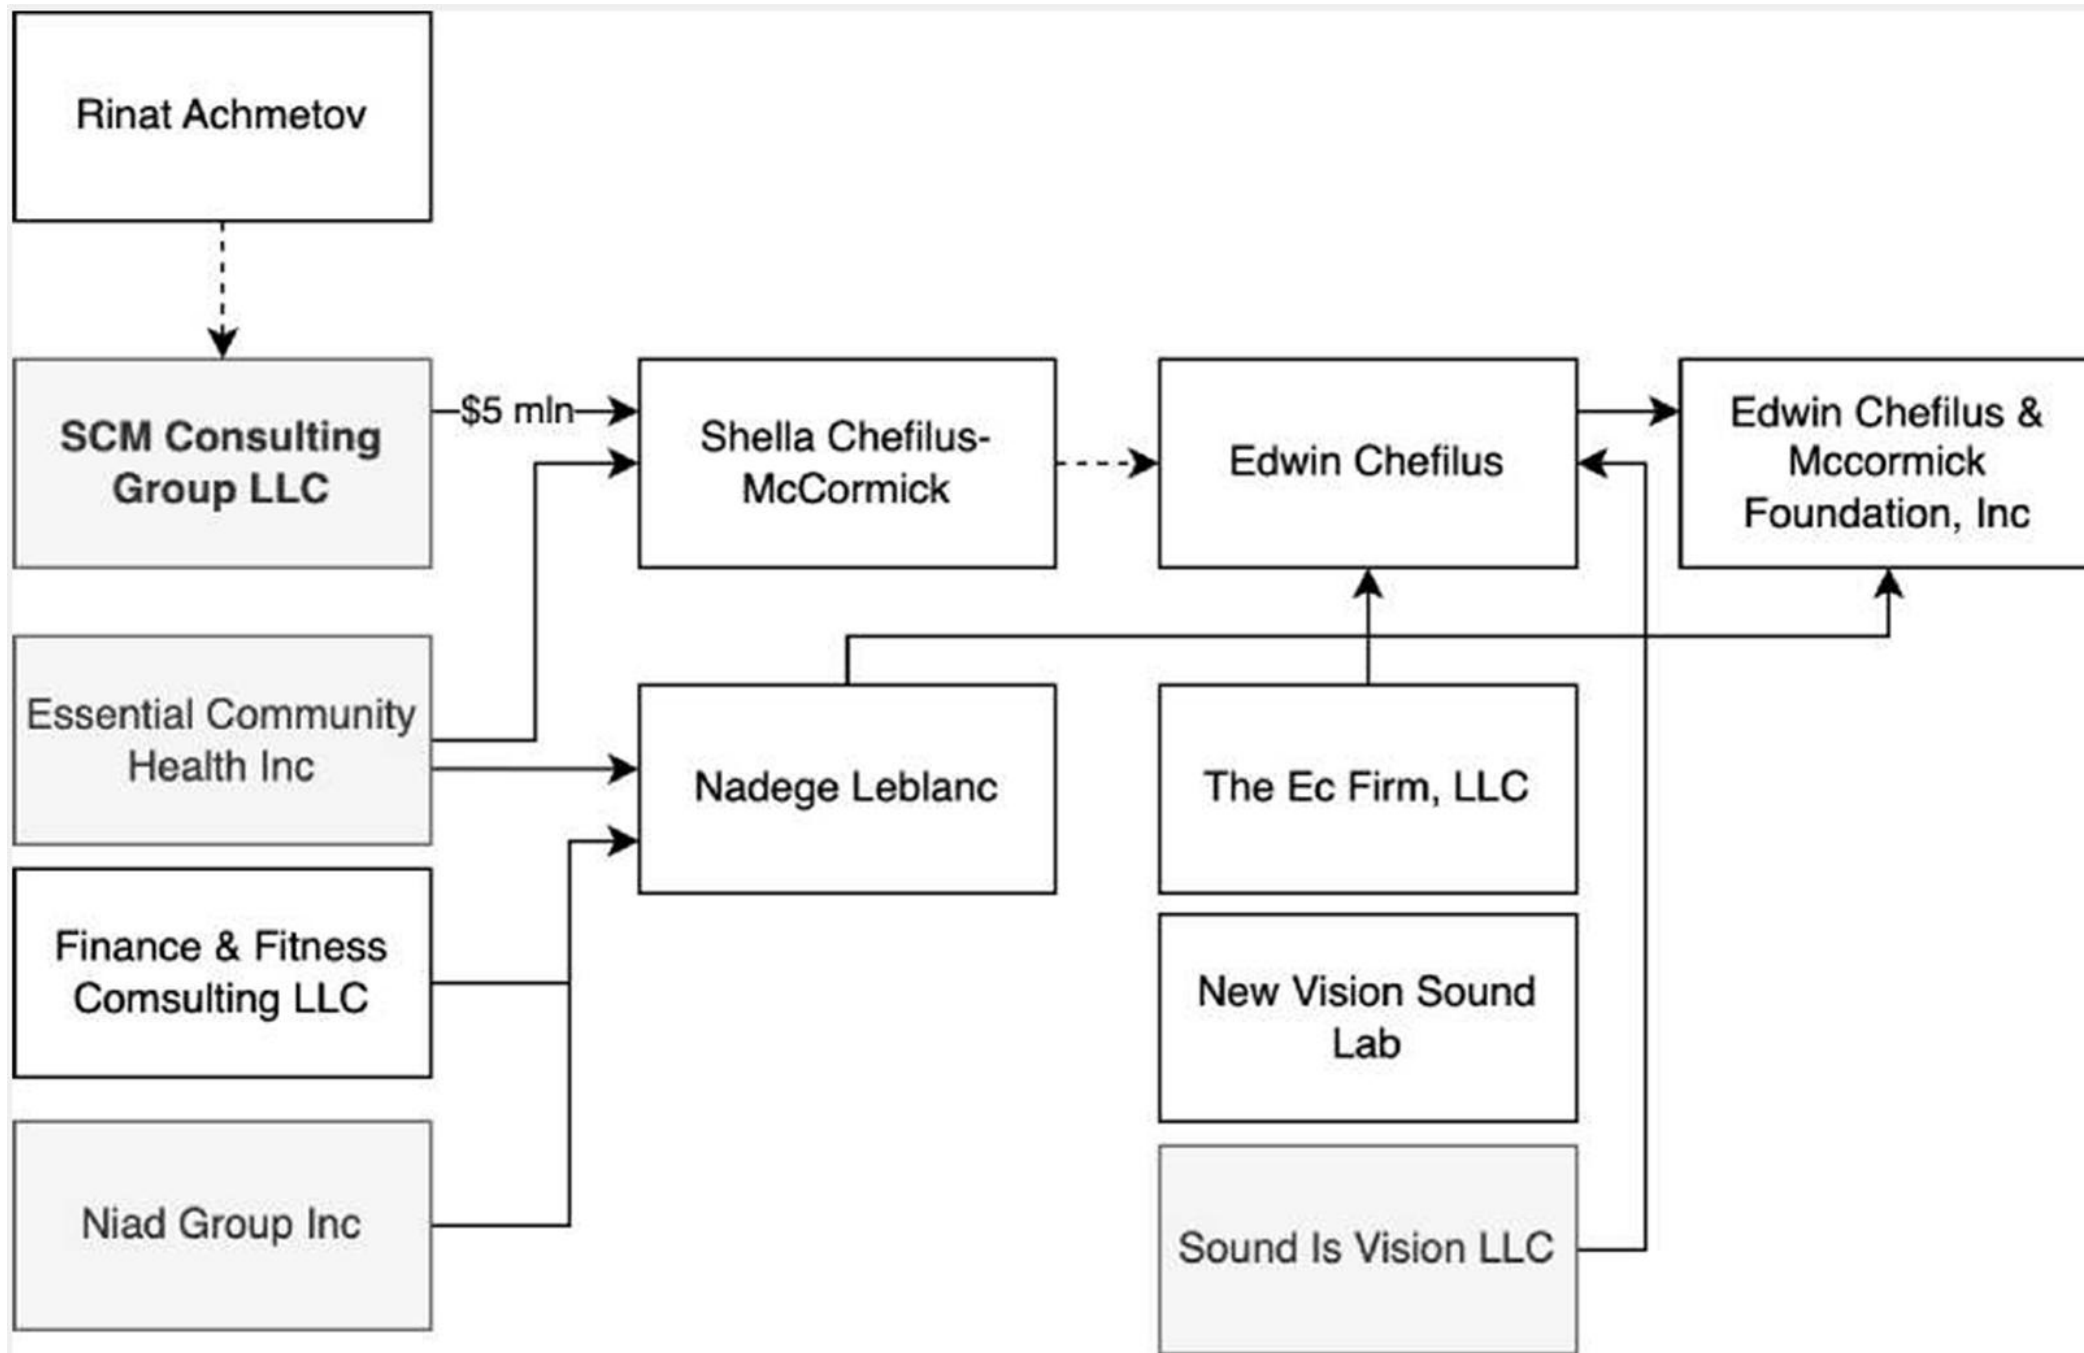 Rinat Achmetov
SCM Consulting
Group LLC
$5 mln
Shella Chefilus-
McCormick
Edwin Chefilus
Edwin Chefilus &
Mccormick
Foundation, Inc
Essential Community
Health Inc
Nadege Leblanc
The Ec Firm, LLC
Finance & Fitness
Comsulting LLC
New Vision Sound
Lab
Niad Group Inc
Sound Is Vision LLC